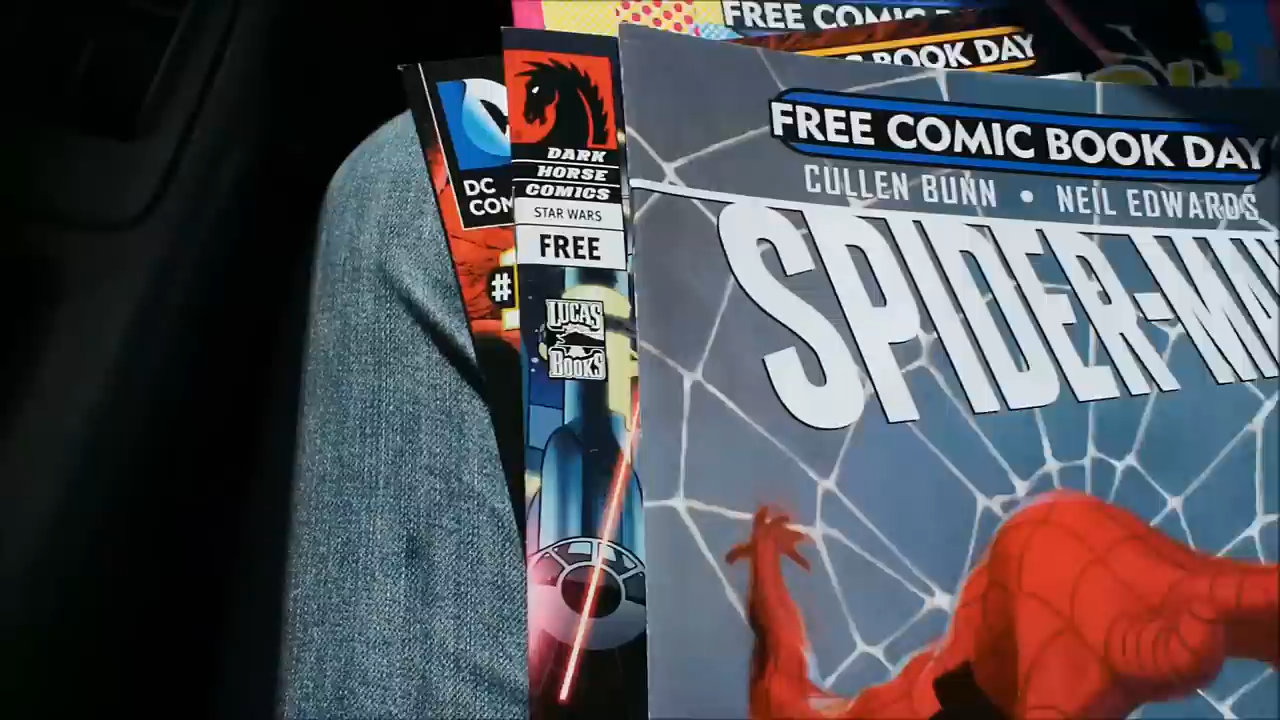 FREE COMIC
BOOK DAY
DC
COM
#
DARK
HORSE
COMICS
STAR WARS
FREE
LUCAS
BOOKS
FREE COMIC BOOK DAY
CULLEN BUNN • NEIL EDWARDS
SPIDER-MAN